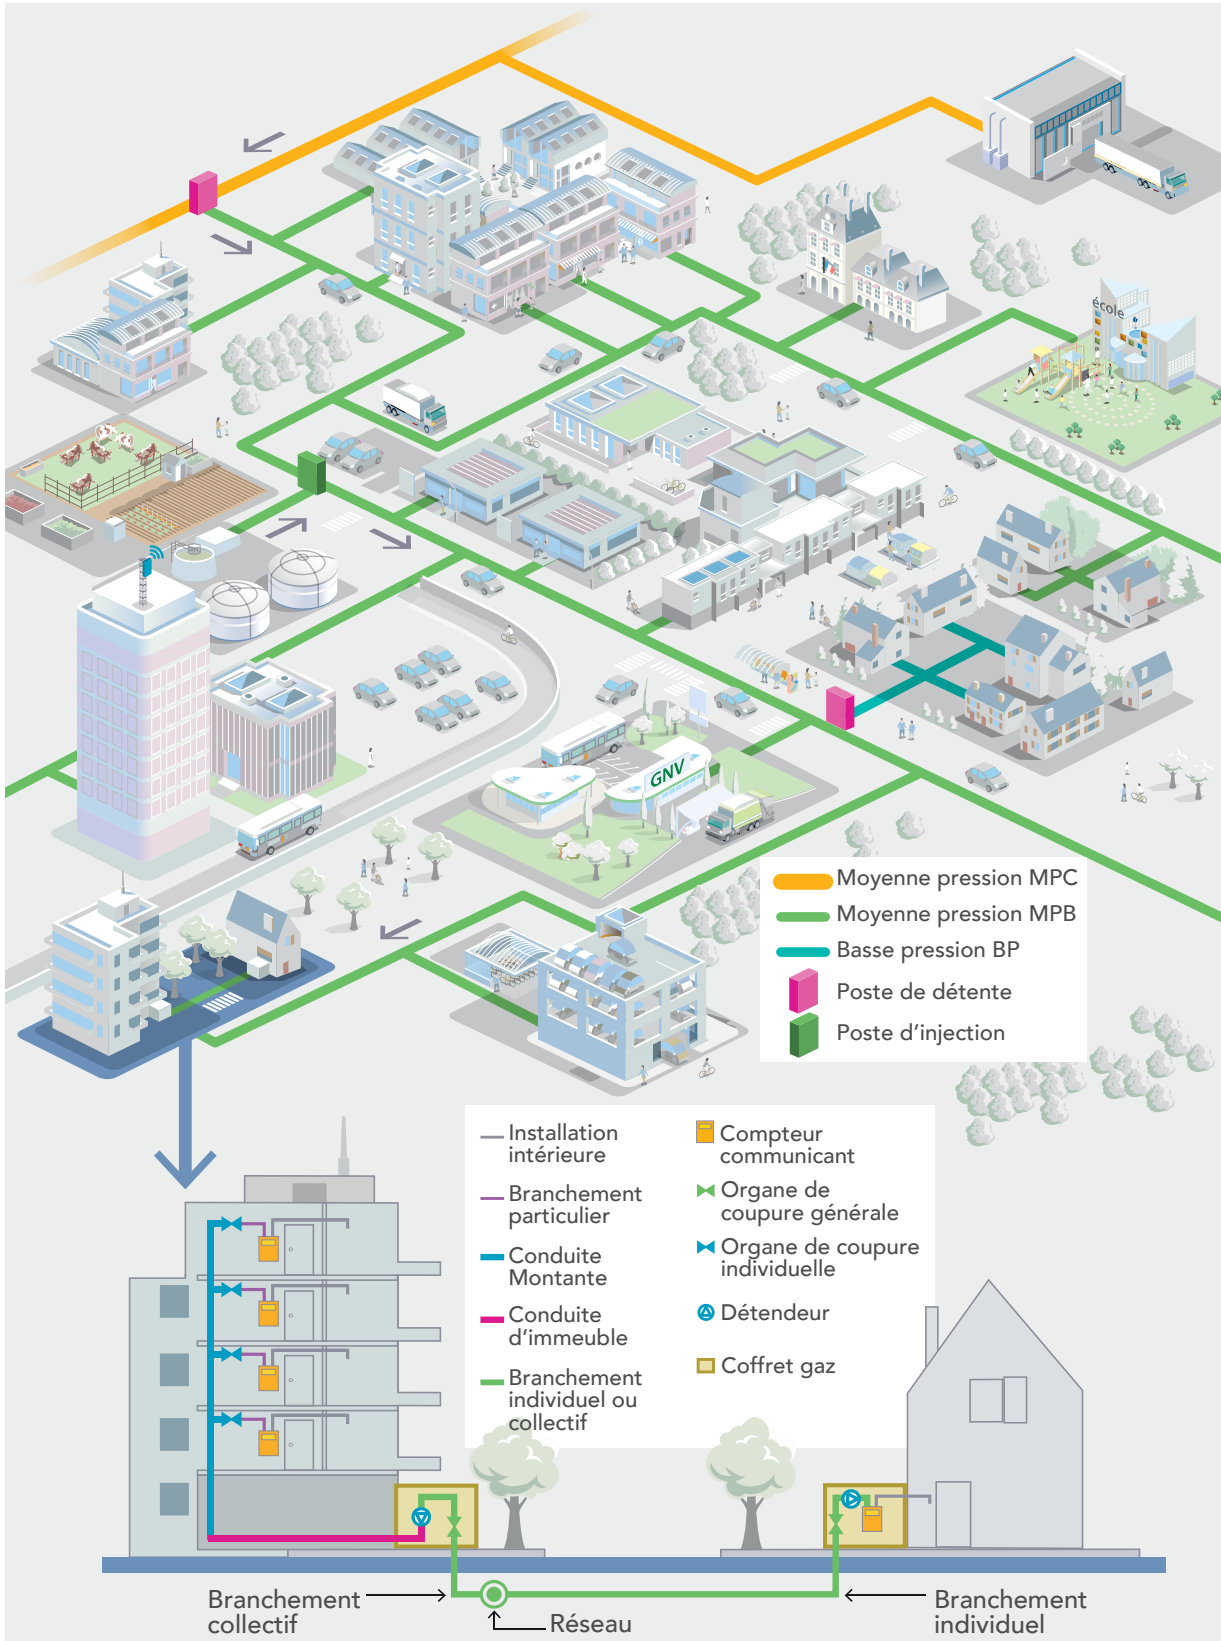 école
GNV
Moyenne pression MPC
Moyenne pression MPB
Basse pression BP
Poste de détente
Poste d'injection
Installation
intérieure
Branchement
particulier
Conduite
Montante
Conduite
d'immeuble
Branchement
individuel ou
collectif
Compteur
communicant
Organe de
coupure générale
Organe de coupure
individuelle
Détendeur
Coffret gaz
Branchement
collectif
Réseau
Branchement
individuel